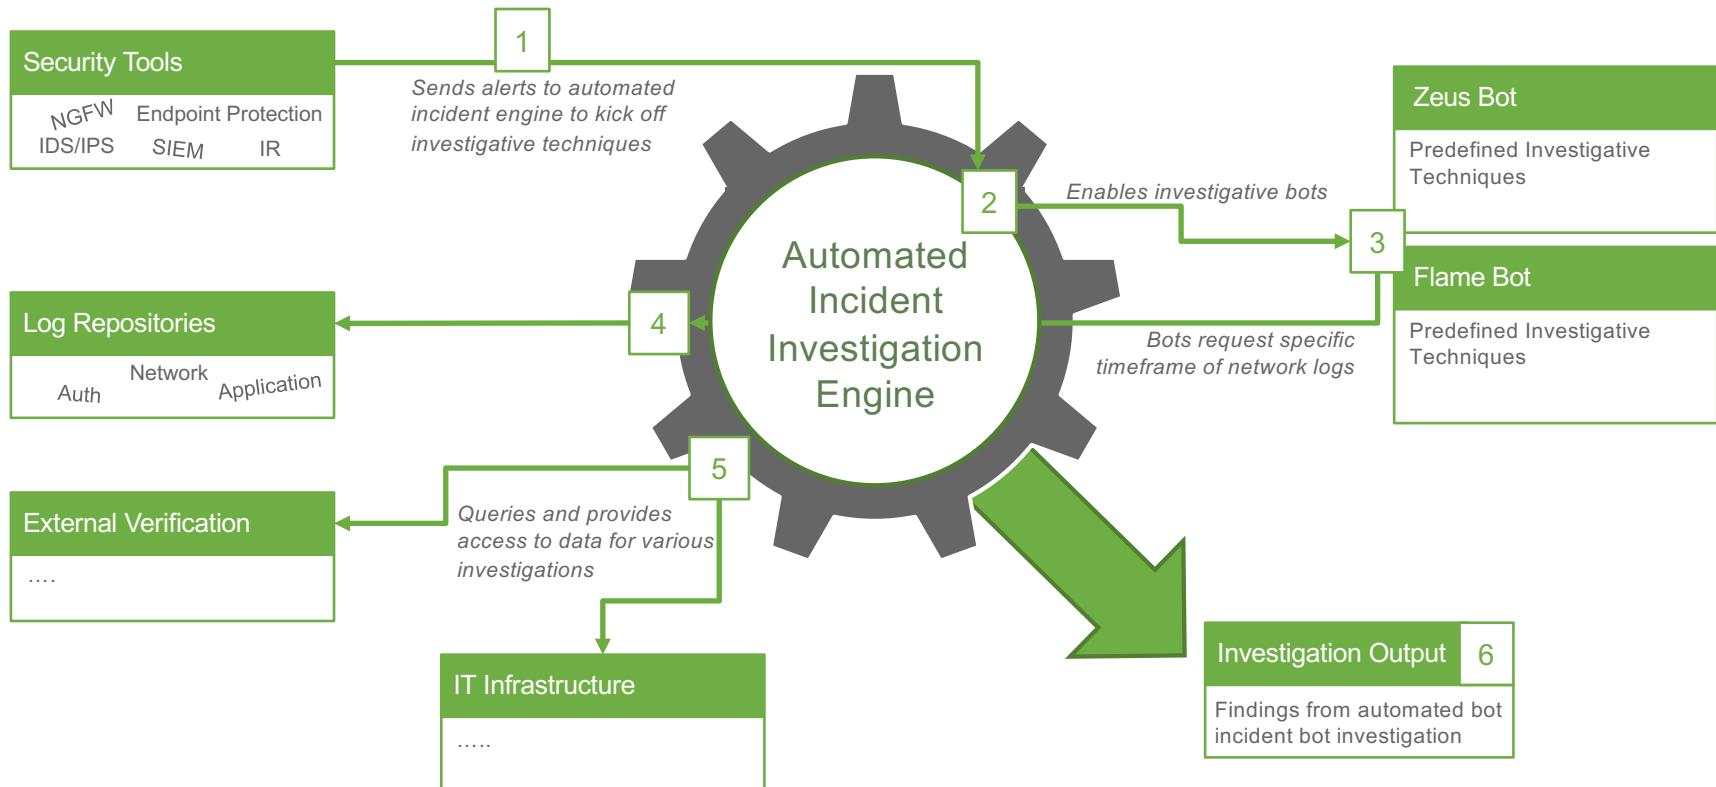 1
Security Tools
NGFW
Endpoint Protection
IDS/IPS
SIEM
IR
Sends alerts to automated
incident engine to kick off
investigative techniques
2
Enables investigative bots
3
Zeus Bot
Predefined Investigative
Techniques
Flame Bot
Predefined Investigative
Techniques
Automated
Incident
Investigation
Engine
Bots request specific
timeframe of network logs
4
Log Repositories
Auth
Network
Application
5
Queries and provides
access to data for various
investigations
External Verification
....
IT Infrastructure
.....
Investigation Output
6
Findings from automated bot
incident bot investigation